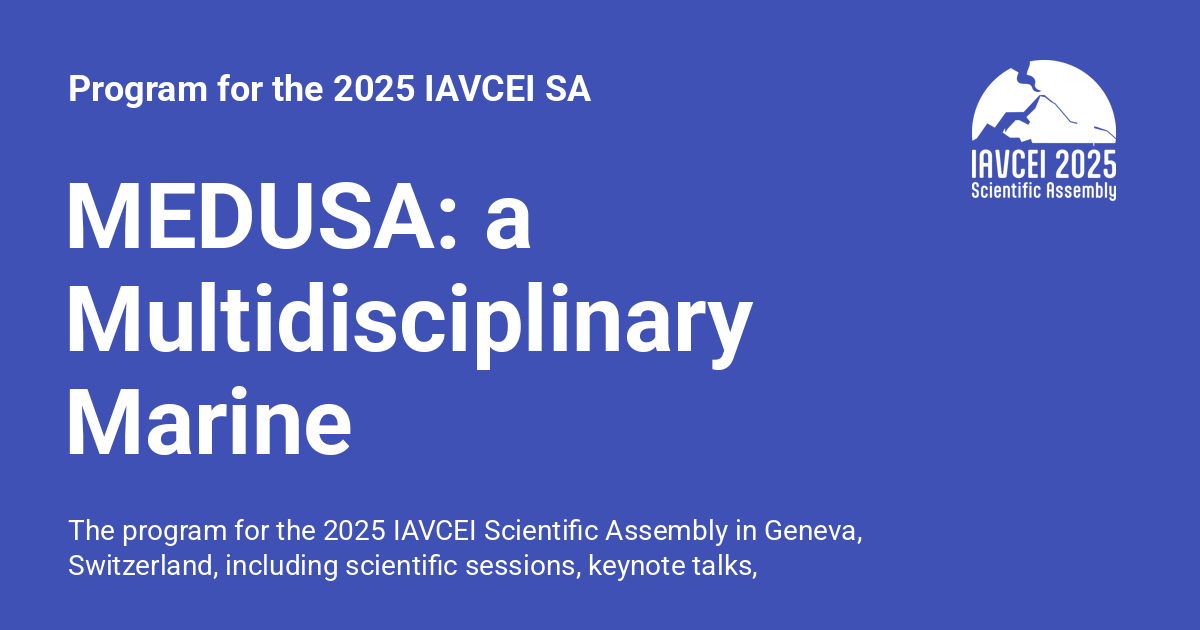 Program for the 2025 IAVCEI SA
IAVCEI 2025
Scientific Assembly
MEDUSA: a
Multidisciplinary
Marine
The program for the 2025 IAVCEI Scientific Assembly in Geneva,
Switzerland, including scientific sessions, keynote talks,